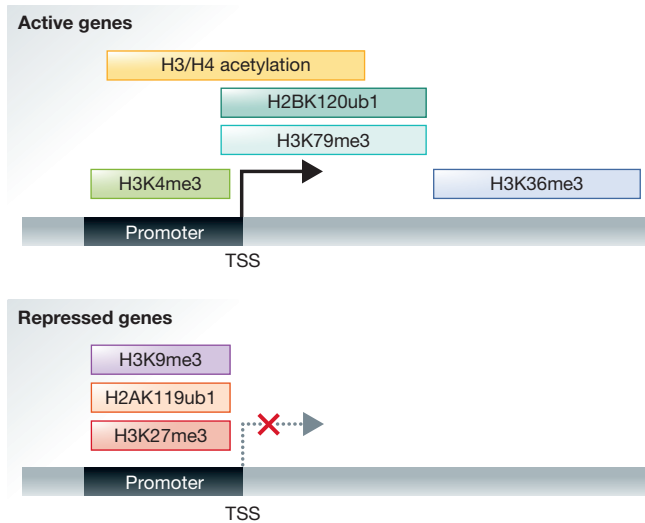 Active genes
H3/H4 acetylation
H2BK120ub1
H3K79me3
H3K4me3
H3K36me3
Promoter
TSS
Repressed genes
H3K9me3
H2AK119ub1
H3K27me3
Promoter
TSS